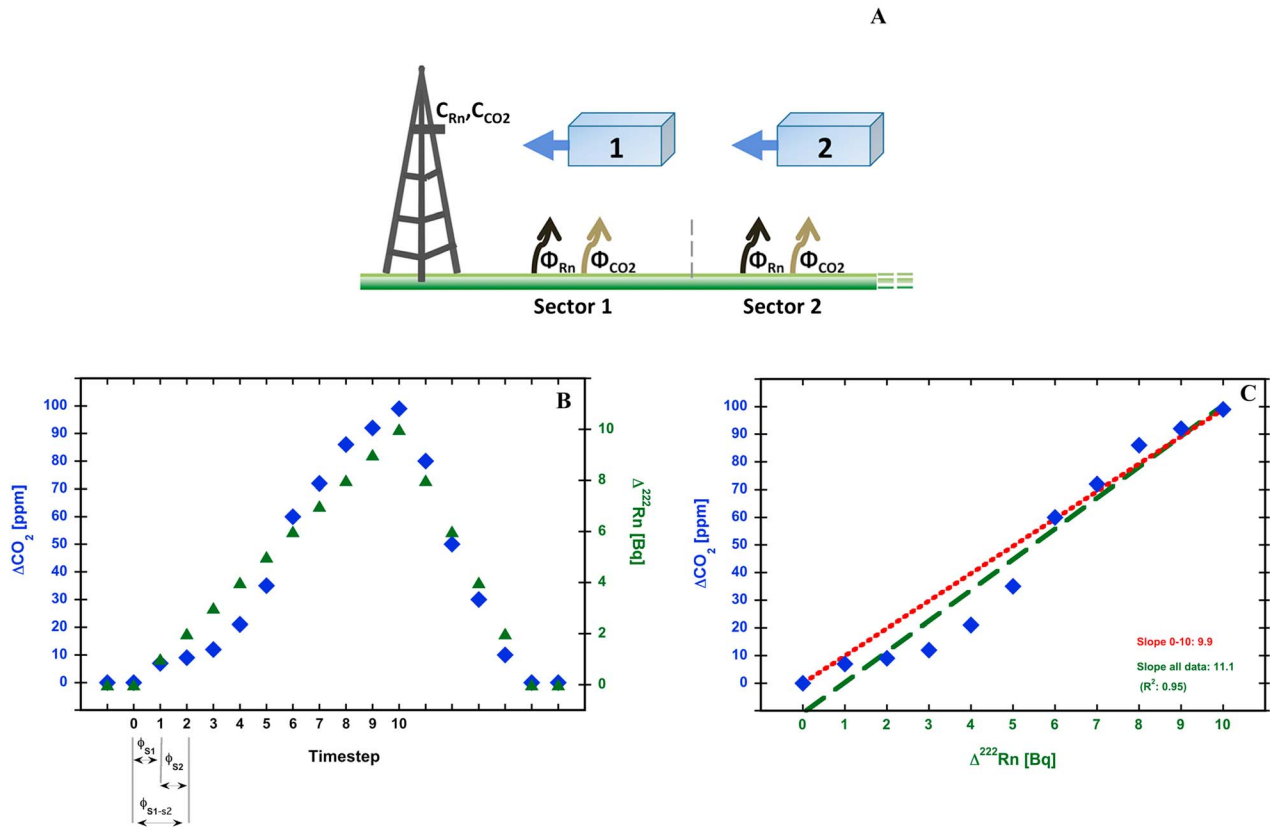 A
C_Rn,C_CO2
1
2
Φ_Rn
Φ_CO2
Φ_Rn
Φ_CO2
Sector 1
Sector 2
B
ΔCO₂ [ppm]
100
90
80
70
60
50
40
30
20
10
0
10
8
6
4
2
0
Δ²²²Rn [Bq]
0 1 2 3 4 5 6 7 8 9 10
Timestep
ϕ_S1
ϕ_S2
ϕ_S1-s2
C
ΔCO₂ [ppm]
100
90
80
70
60
50
40
30
20
10
0
Slope 0-10: 9.9
Slope all data: 11.1
(R²: 0.95)
0 1 2 3 4 5 6 7 8 9 10
Δ²²²Rn [Bq]